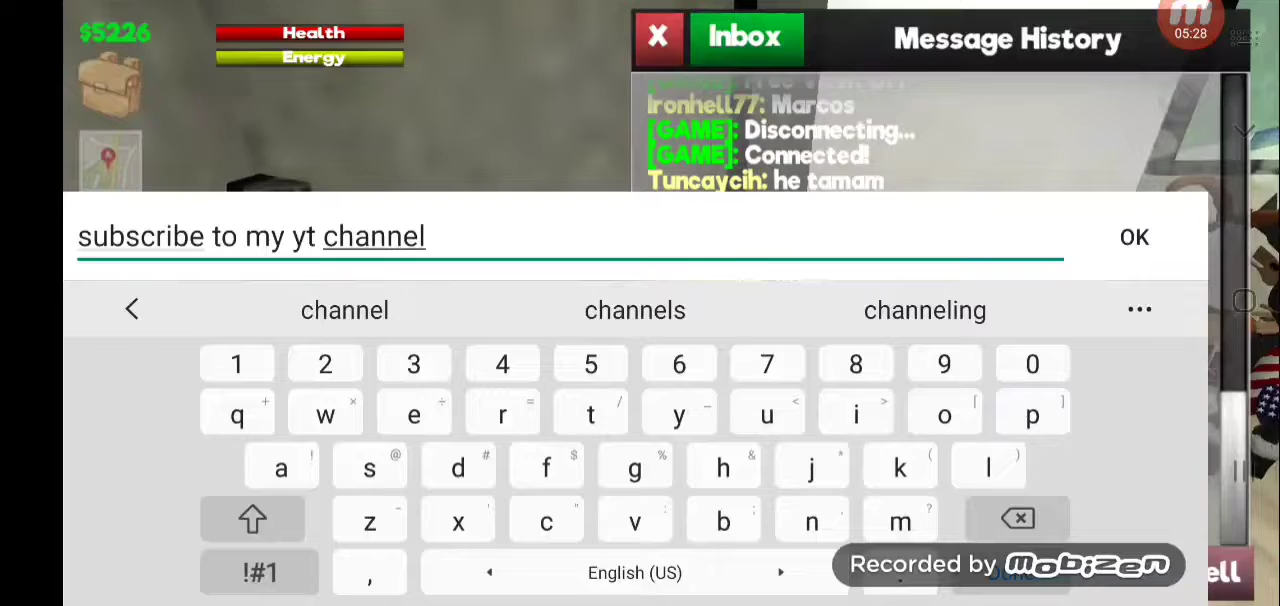 $5226
Health
Energy
X
Inbox
Message History
05:28
Ironhell77: Marcos
[GAME]: Disconnecting...
[GAME]: Connected!
Tuncaycih: he tamam
subscribe to my yt channel
OK
channel channels channeling
1 2 3 4 5 6 7 8 9 0
q + w × e ÷ r = t / y _ u < i > o [ p ]
a ! s @ d # f $ g % h & j * k ( l )
z - x ' c " v : b ; n , m ?
!#1 , English (US)
Recorded by mobizen
ell